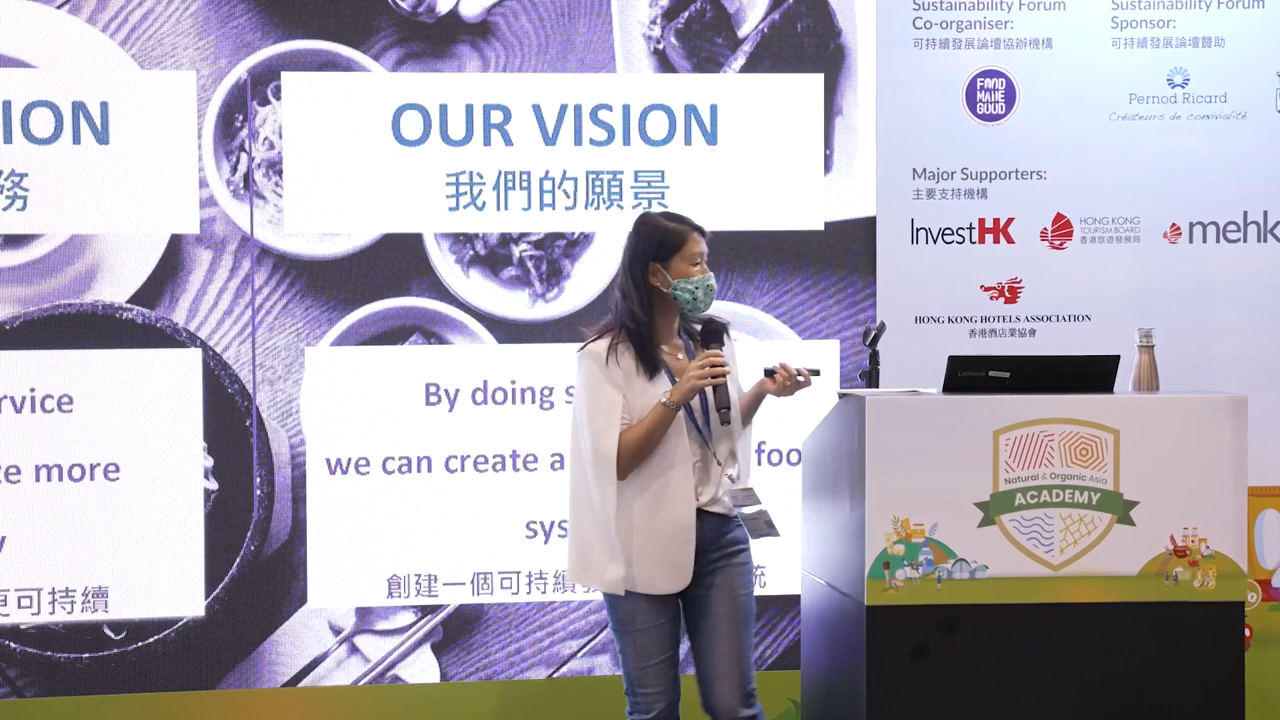 ION
務
OUR VISION
我們的願景
rvice
more
更可持續
By doing
we can create a
foo
sys
創建一個可持續
統
Sustainability Forum
Co-organiser:
可持續發展論壇協辦機構
FOOD
MADE
GOOD
Sustainability Forum
Sponsor:
可持續發展論壇贊助
Pernod Ricard
Créateurs de convivialité
Major Supporters:
主要支持機構
InvestHK
HONG KONG
TOURISM BOARD
香港旅遊發展局
mehk
HONG KONG HOTELS ASSOCIATION
香港酒店業協會
Lenovo
Natural & Organic Asia
ACADEMY